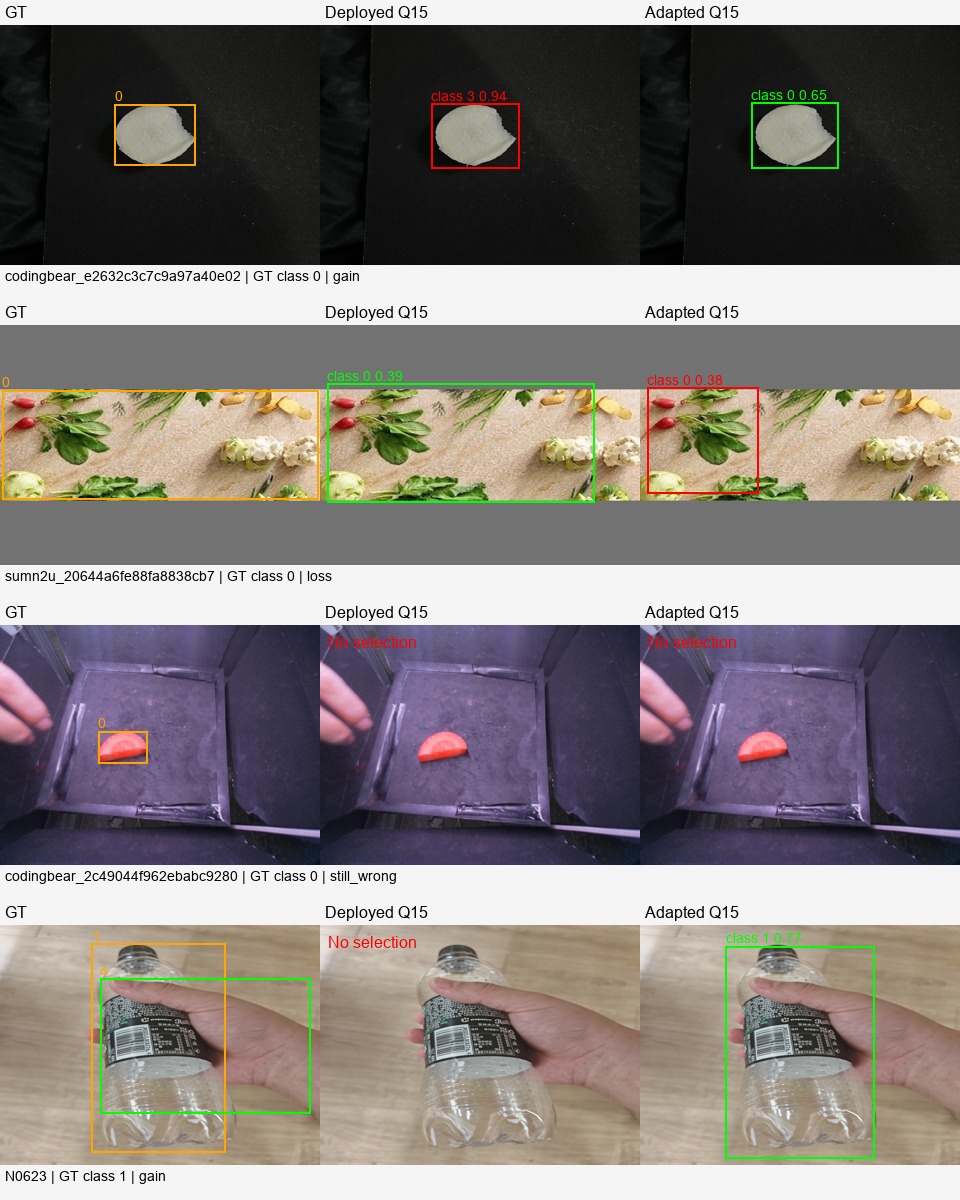 GT
Deployed Q15
Adapted Q15
0
class 3 0.94
class 0 0.65
codingbear_e2632c3c7c9a97a40e02 | GT class 0 | gain
GT
Deployed Q15
Adapted Q15
0
class 0 0.39
class 0 0.38
sumn2u_20644a6fe88fa8838cb7 | GT class 0 | loss
GT
Deployed Q15
Adapted Q15
No selection
No selection
0
codingbear_2c49044f962ebabc9280 | GT class 0 | still_wrong
GT
Deployed Q15
Adapted Q15
1
No selection
class 1 0.77
4
N0623 | GT class 1 | gain